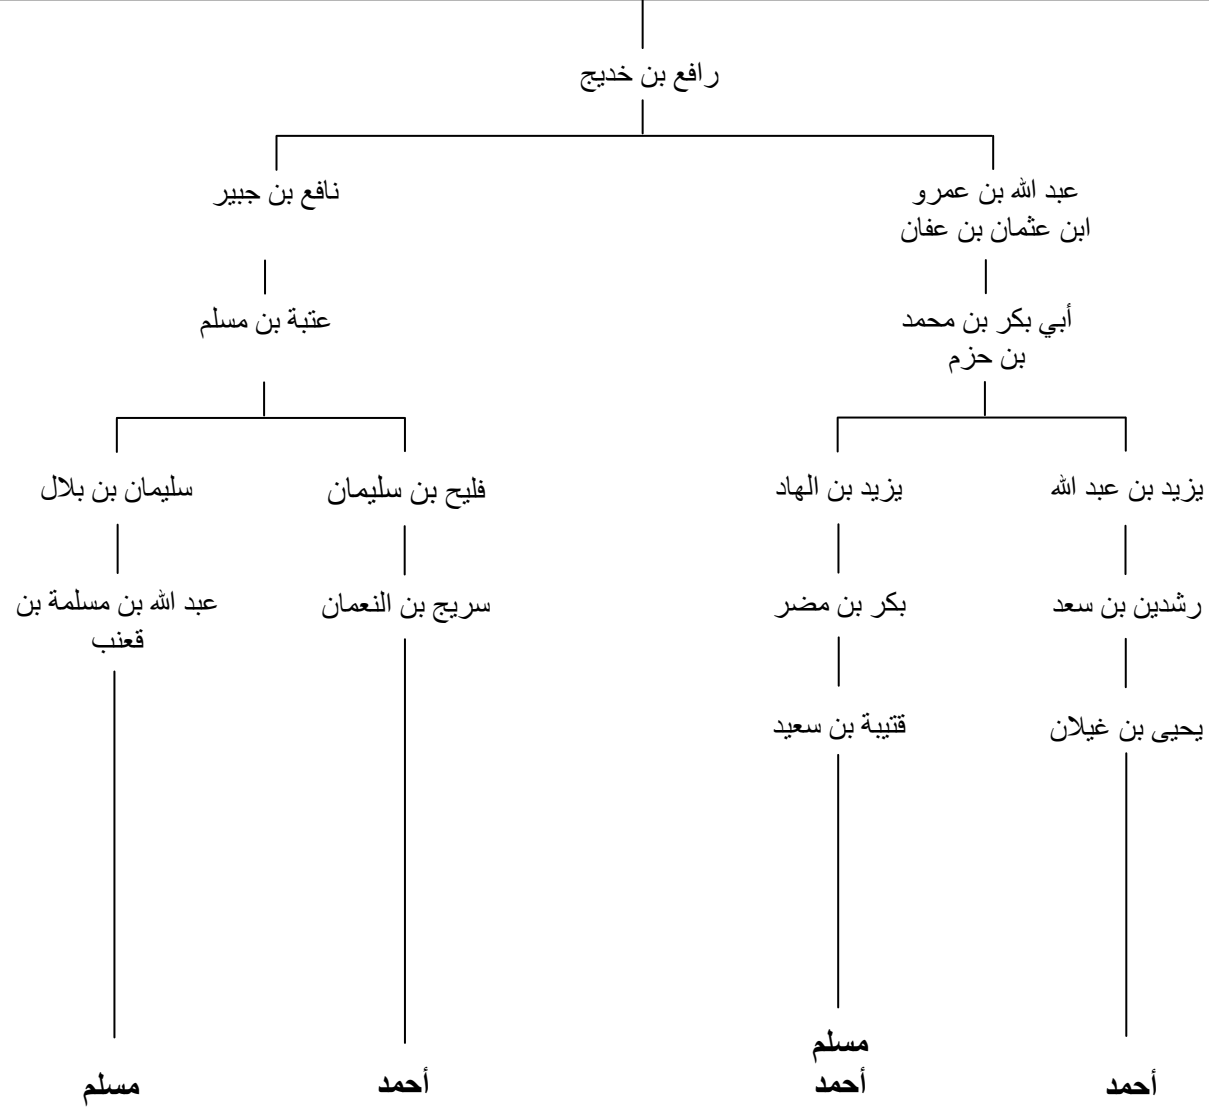 رافع بن خديج
عبد الله بن عمرو
ابن عثمان بن عفان
نافع بن جبير
أبي بكر بن محمد
بن حزم
عتبة بن مسلم
يزيد بن عبد الله
يزيد بن الهاد
فليح بن سليمان
سليمان بن بلال
رشدين بن سعد
بكر بن مضر
سريج بن النعمان
عبد الله بن مسلمة بن
قعنب
يحيى بن غيلان
قتيبة بن سعيد
أحمد
مسلم
أحمد
أحمد
مسلم